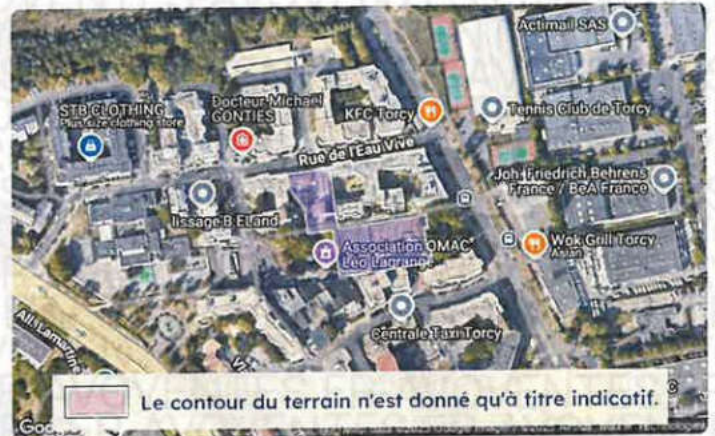 Actimail SAS
STB CLOTHING
Plus size clothing store
Docteur Michael
GONTIES
KFC Torcy
Tennis Club de Torcy
Rue de l'Eau Vive
Joh. Friedrich Behrens
France / BeA France
lissage B ELand
Association OMAC
Léo Lagrange
Wok Grill Torcy
Asian
Centrale Taxi Torcy
All. Lamartine
Le contour du terrain n'est donné qu'à titre indicatif.
Google